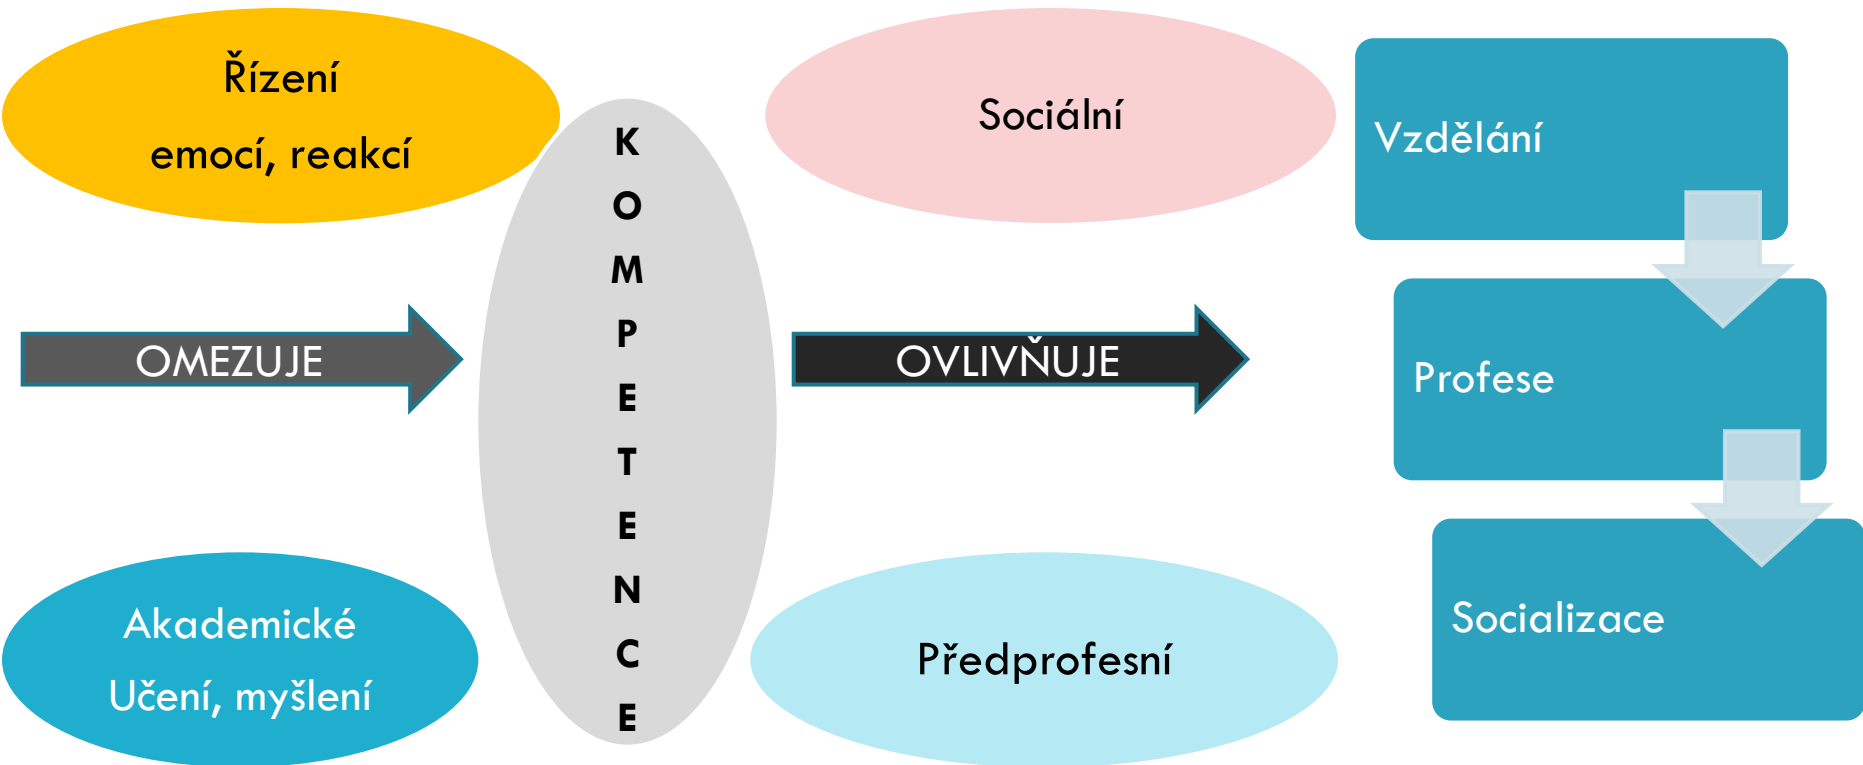 Řízení
emocí, reakcí
K
O
M
P
E
T
E
N
C
E
Sociální
Vzdělání
OMEZUJE
OVLIVŇUJE
Profese
Akademické
Učení, myšlení
Předprofesní
Socializace